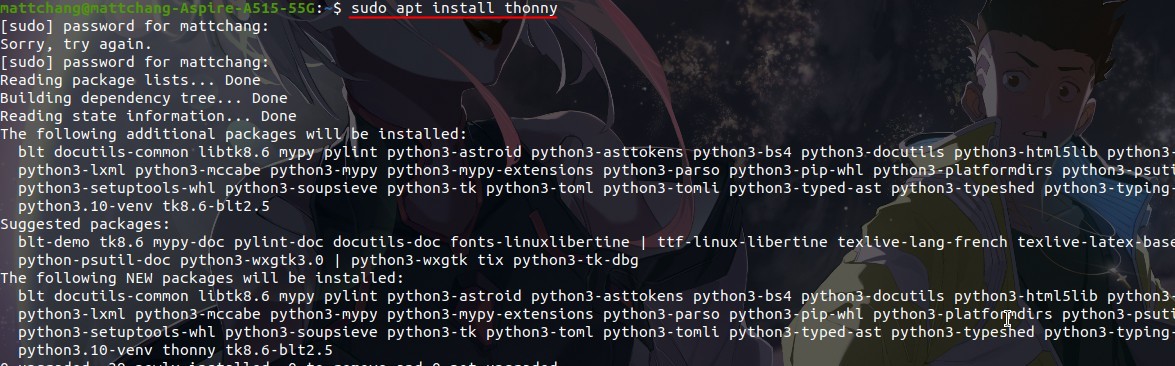 mattchang@mattchang-Aspire-A515-55G:~$ sudo apt install thonny
[sudo] password for mattchang:
Sorry, try again.
[sudo] password for mattchang:
Reading package lists... Done
Building dependency tree... Done
Reading state information... Done
The following additional packages will be installed:
blt docutils-common libtk8.6 mypy pylint python3-astroid python3-asttokens python3-bs4 python3-docutils python3-html5lib python3-
python3-lxml python3-mccabe python3-mypy python3-mypy-extensions python3-parso python3-pip-whl python3-platformdirs python3-psuti
python3-setuptools-whl python3-soupsieve python3-tk python3-toml python3-tomli python3-typed-ast python3-typeshed python3-typing-
python3.10-venv tk8.6-blt2.5
Suggested packages:
blt-demo tk8.6 mypy-doc pylint-doc docutils-doc fonts-linuxlibertine | ttf-linux-libertine texlive-lang-french texlive-latex-base
python-psutil-doc python3-wxgtk3.0 | python3-wxgtk tix python3-tk-dbg
The following NEW packages will be installed:
blt docutils-common libtk8.6 mypy pylint python3-astroid python3-asttokens python3-bs4 python3-docutils python3-html5lib python3-
python3-lxml python3-mccabe python3-mypy python3-mypy-extensions python3-parso python3-pip-whl python3-platformdirs python3-psuti
python3-setuptools-whl python3-soupsieve python3-tk python3-toml python3-tomli python3-typed-ast python3-typeshed python3-typing-
python3.10-venv thonny tk8.6-blt2.5